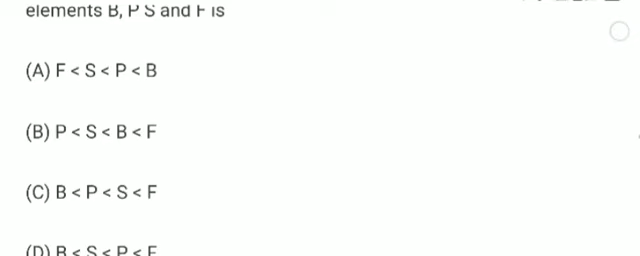 elements B, P S and F is
(A) F < S < P < B
(B) P < S < B < F
(C) B < P < S < F
(D) B < S < P < F